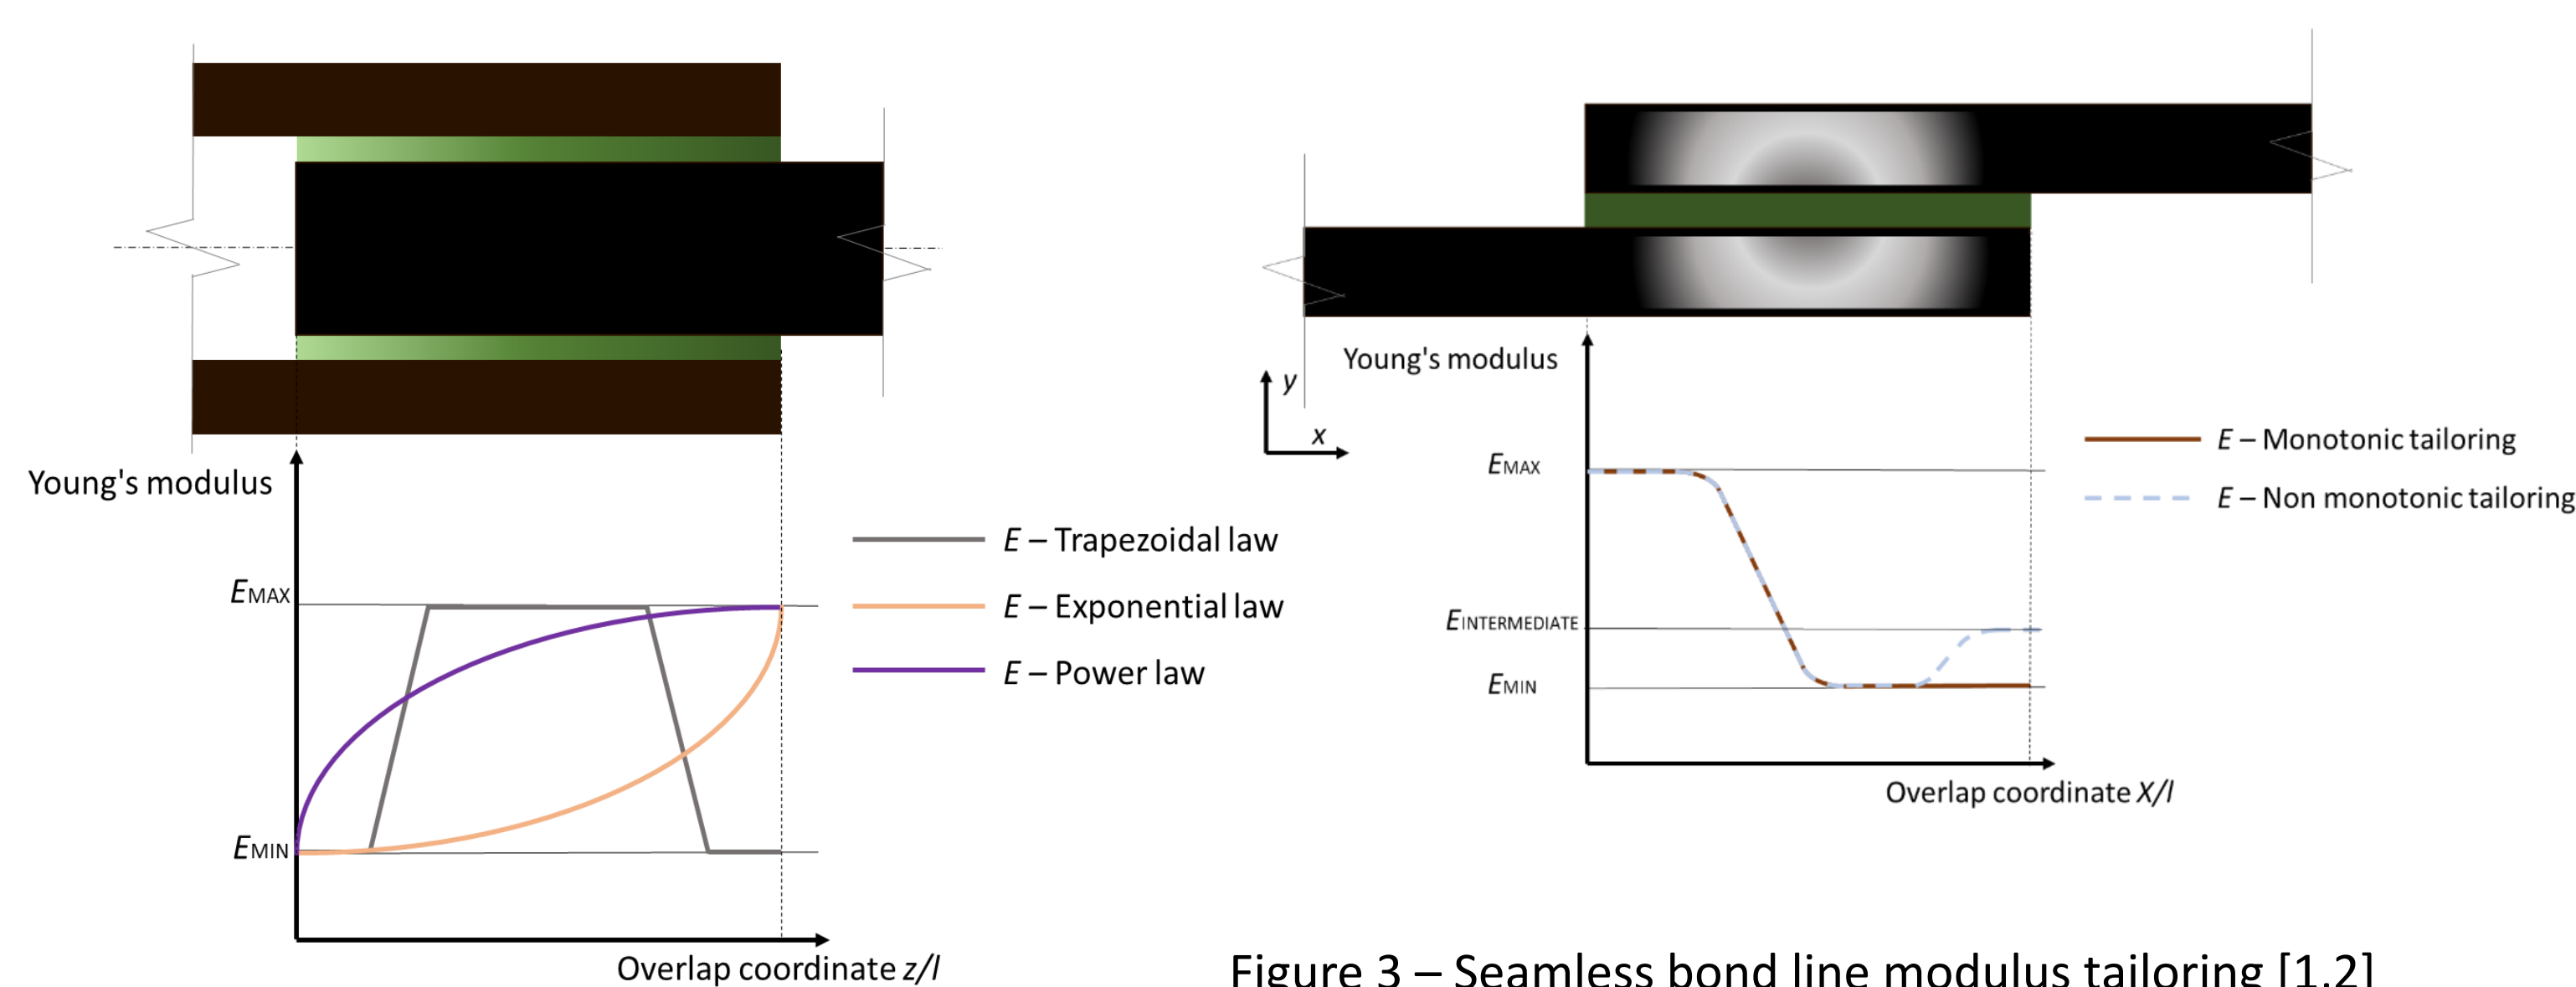 Young's modulus
EMAX
EMIN
E – Trapezoidal law
E – Exponential law
E – Power law
Overlap coordinate z/l
Young's modulus
y
x
EMAX
EINTERMEDIATE
EMIN
E – Monotonic tailoring
E – Non monotonic tailoring
Overlap coordinate X/l
Figure 3 – Seamless bond line modulus tailoring [1,2]